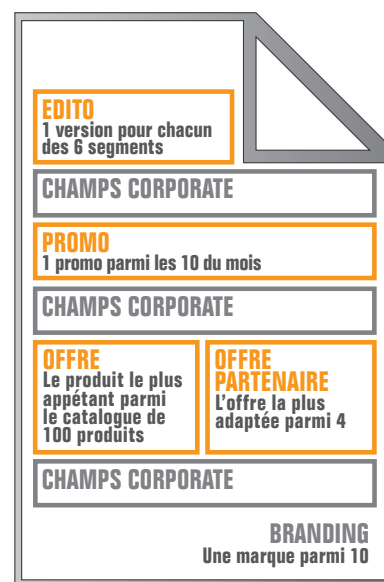 EDITO
1 version pour chacun
des 6 segments
CHAMPS CORPORATE
PROMO
1 promo parmi les 10 du mois
CHAMPS CORPORATE
OFFRE
Le produit le plus
appétant parmi
le catalogue de
100 produits
OFFRE
PARTENAIRE
L'offre la plus
adaptée parmi 4
CHAMPS CORPORATE
BRANDING
Une marque parmi 10